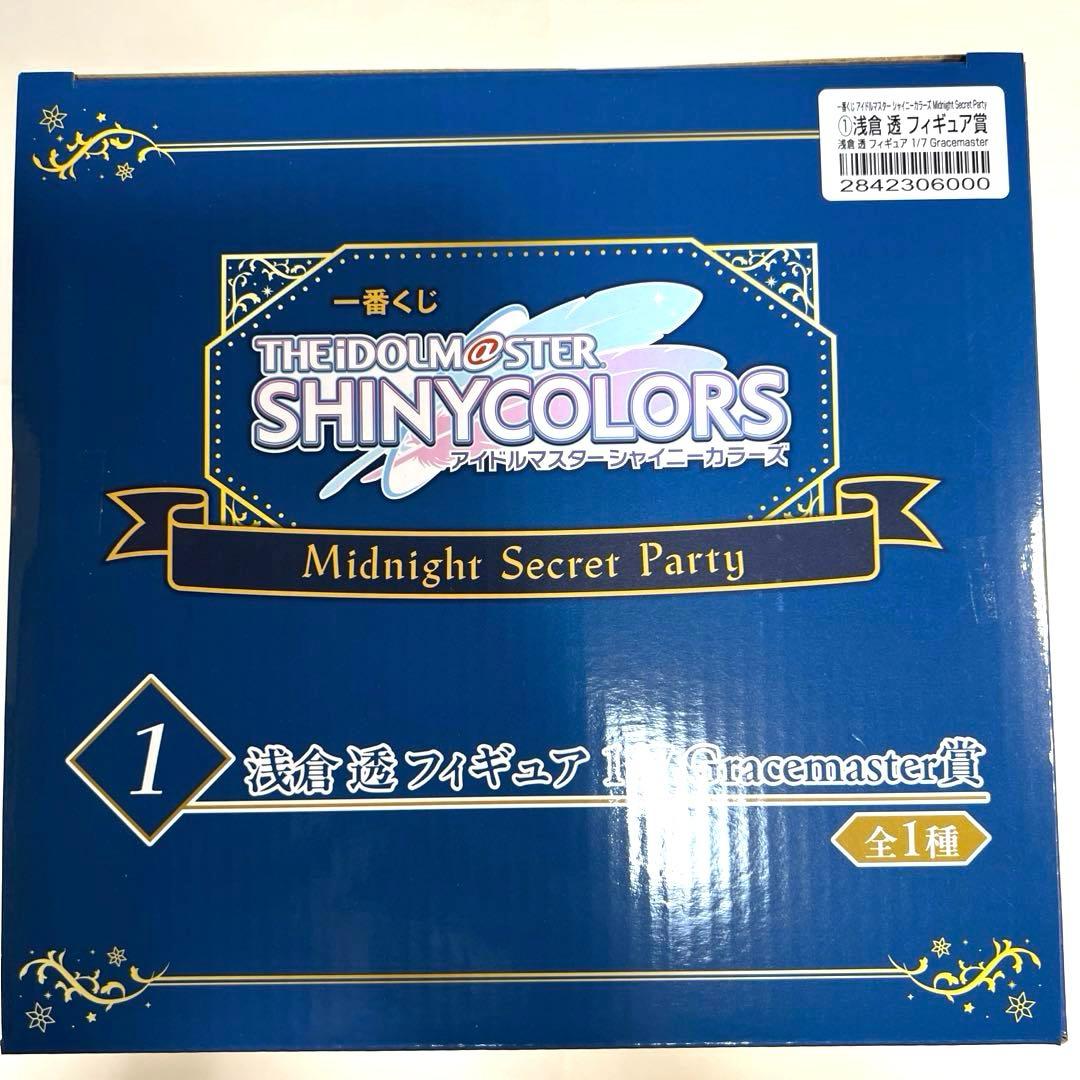 一番くじ アイドルマスター シャイニーカラーズ Midnight Secret Party
①浅倉 透 フィギュア賞
浅倉 透 フィギュア 1/7 Gracemaster
2842306000
一番くじ
THE iDOLM@STER
SHINYCOLORS
アイドルマスター シャイニーカラーズ
Midnight Secret Party
1
浅倉 透 フィギュア 1/7 Gracemaster賞
全1種